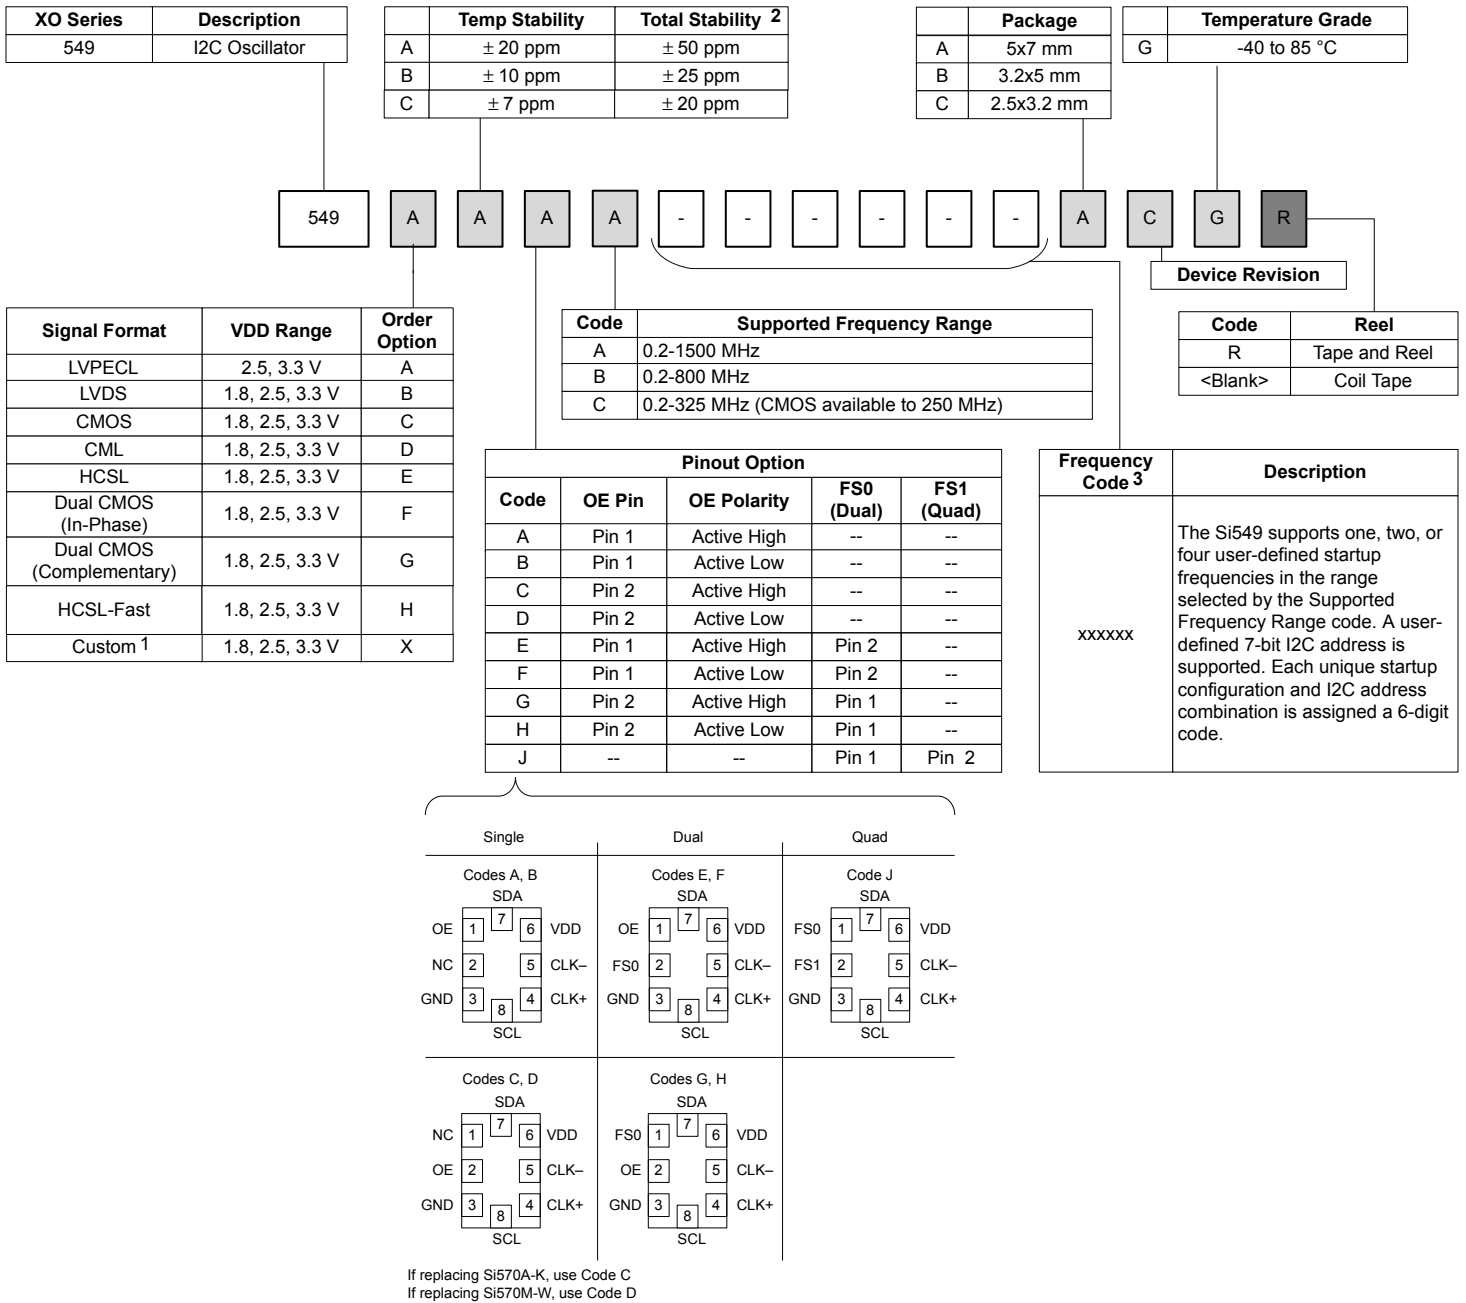 XO Series Description
549 I2C Oscillator
Temp Stability Total Stability 2
A ± 20 ppm ± 50 ppm
B ± 10 ppm ± 25 ppm
C ± 7 ppm ± 20 ppm
Package
A 5x7 mm
B 3.2x5 mm
C 2.5x3.2 mm
Temperature Grade
G -40 to 85 °C
549 A A A A - - - - - - A C G R
Device Revision
Signal Format VDD Range Order Option
LVPECL 2.5, 3.3 V A
LVDS 1.8, 2.5, 3.3 V B
CMOS 1.8, 2.5, 3.3 V C
CML 1.8, 2.5, 3.3 V D
HCSL 1.8, 2.5, 3.3 V E
Dual CMOS (In-Phase) 1.8, 2.5, 3.3 V F
Dual CMOS (Complementary) 1.8, 2.5, 3.3 V G
HCSL-Fast 1.8, 2.5, 3.3 V H
Custom 1 1.8, 2.5, 3.3 V X
Code Supported Frequency Range
A 0.2-1500 MHz
B 0.2-800 MHz
C 0.2-325 MHz (CMOS available to 250 MHz)
Code Reel
R Tape and Reel
<Blank> Coil Tape
Pinout Option
Code OE Pin OE Polarity FS0 (Dual) FS1 (Quad)
A Pin 1 Active High -- --
B Pin 1 Active Low -- --
C Pin 2 Active High -- --
D Pin 2 Active Low -- --
E Pin 1 Active High Pin 2 --
F Pin 1 Active Low Pin 2 --
G Pin 2 Active High Pin 1 --
H Pin 2 Active Low Pin 1 --
J -- -- Pin 1 Pin 2
Frequency Code 3 Description
xxxxxx
The Si549 supports one, two, or
four user-defined startup
frequencies in the range
selected by the Supported
Frequency Range code. A user-
defined 7-bit I2C address is
supported. Each unique startup
configuration and I2C address
combination is assigned a 6-digit
code.
Single Dual Quad
Codes A, B
SDA
7
OE 1 6 VDD
NC 2 5 CLK–
GND 3 4 CLK+
8
SCL
Codes E, F
SDA
7
OE 1 6 VDD
FS0 2 5 CLK–
GND 3 4 CLK+
8
SCL
Code J
SDA
7
FS0 1 6 VDD
FS1 2 5 CLK–
GND 3 4 CLK+
8
SCL
Codes C, D
SDA
7
NC 1 6 VDD
OE 2 5 CLK–
GND 3 4 CLK+
8
SCL
Codes G, H
SDA
7
FS0 1 6 VDD
OE 2 5 CLK–
GND 3 4 CLK+
8
SCL
If replacing Si570A-K, use Code C
If replacing Si570M-W, use Code D